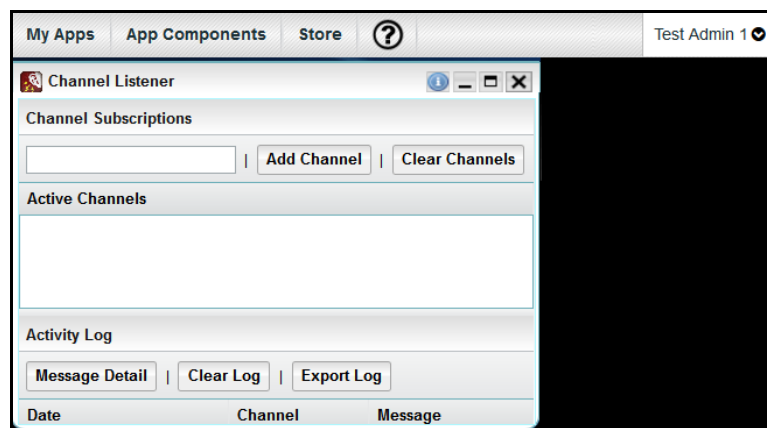 My Apps App Components Store ? Test Admin 1
Channel Listener
Channel Subscriptions
| Add Channel | Clear Channels
Active Channels
Activity Log
Message Detail | Clear Log | Export Log
Date Channel Message